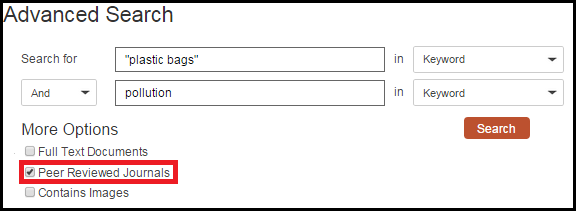 Advanced Search
Search for "plastic bags" in Keyword
And pollution in Keyword
More Options Search
Full Text Documents
Peer Reviewed Journals
Contains Images